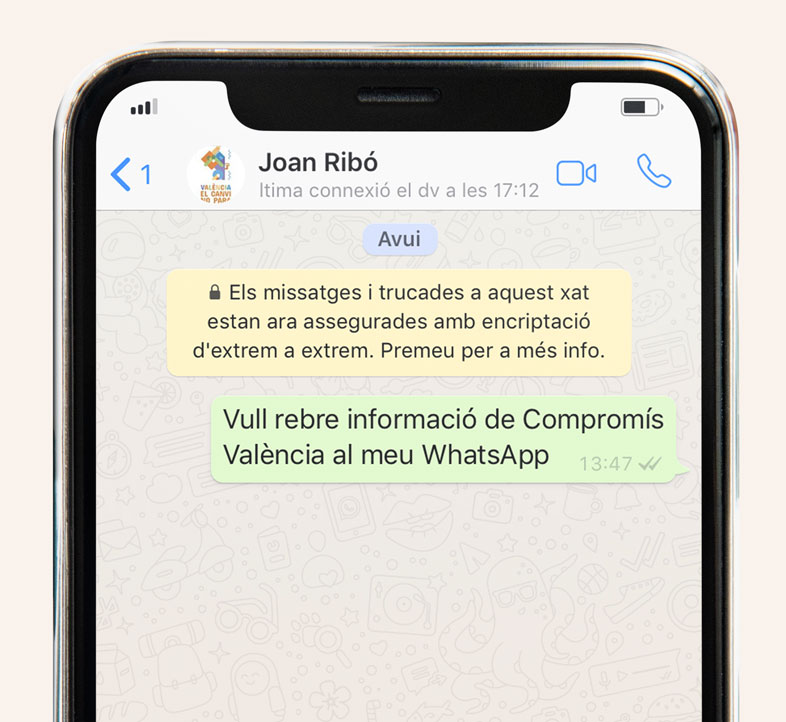 1
Joan Ribó
VALÈNCIA
EL CANVI
NO PARA
ltima connexió el dv a les 17:12
Avui
Els missatges i trucades a aquest xat
estan ara assegurades amb encriptació
d'extrem a extrem. Premeu per a més info.
Vull rebre informació de Compromís
València al meu WhatsApp
13:47